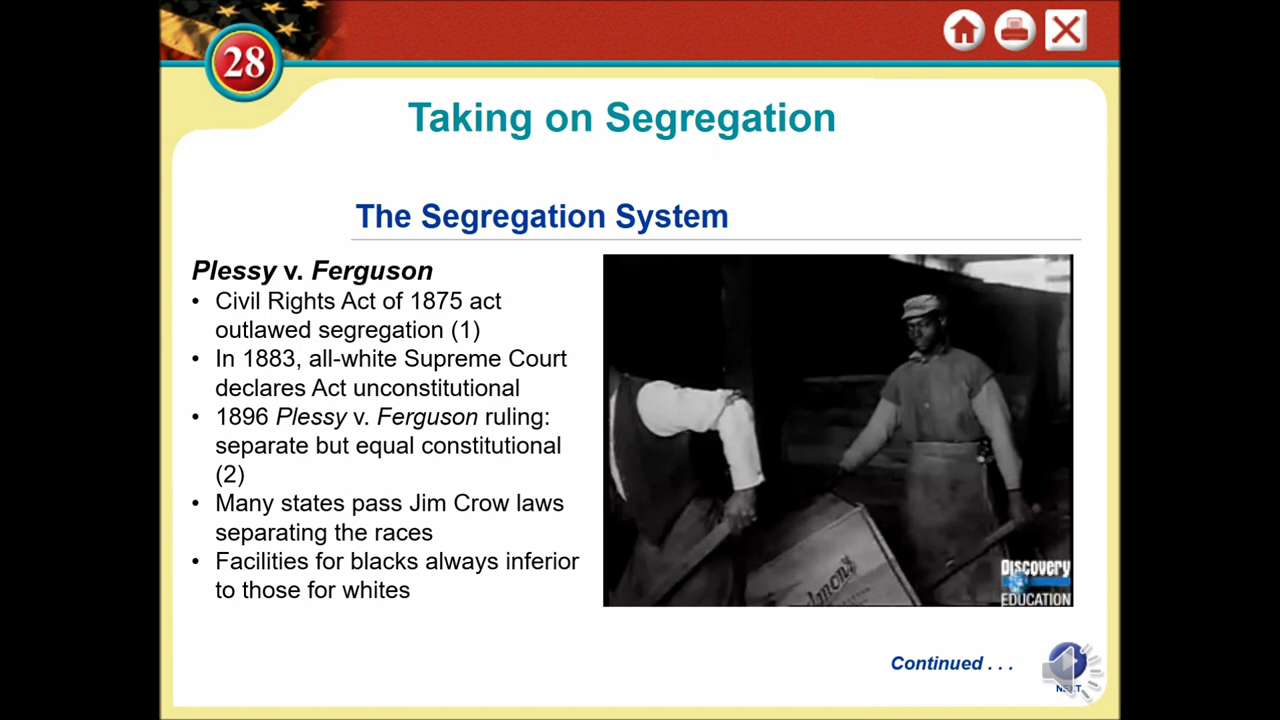 28
Taking on Segregation
The Segregation System
Plessy v. Ferguson
• Civil Rights Act of 1875 act
outlawed segregation (1)
• In 1883, all-white Supreme Court
declares Act unconstitutional
• 1896 Plessy v. Ferguson ruling:
separate but equal constitutional
(2)
• Many states pass Jim Crow laws
separating the races
• Facilities for blacks always inferior
to those for whites
Discovery
EDUCATION
Continued . . .
NEXT